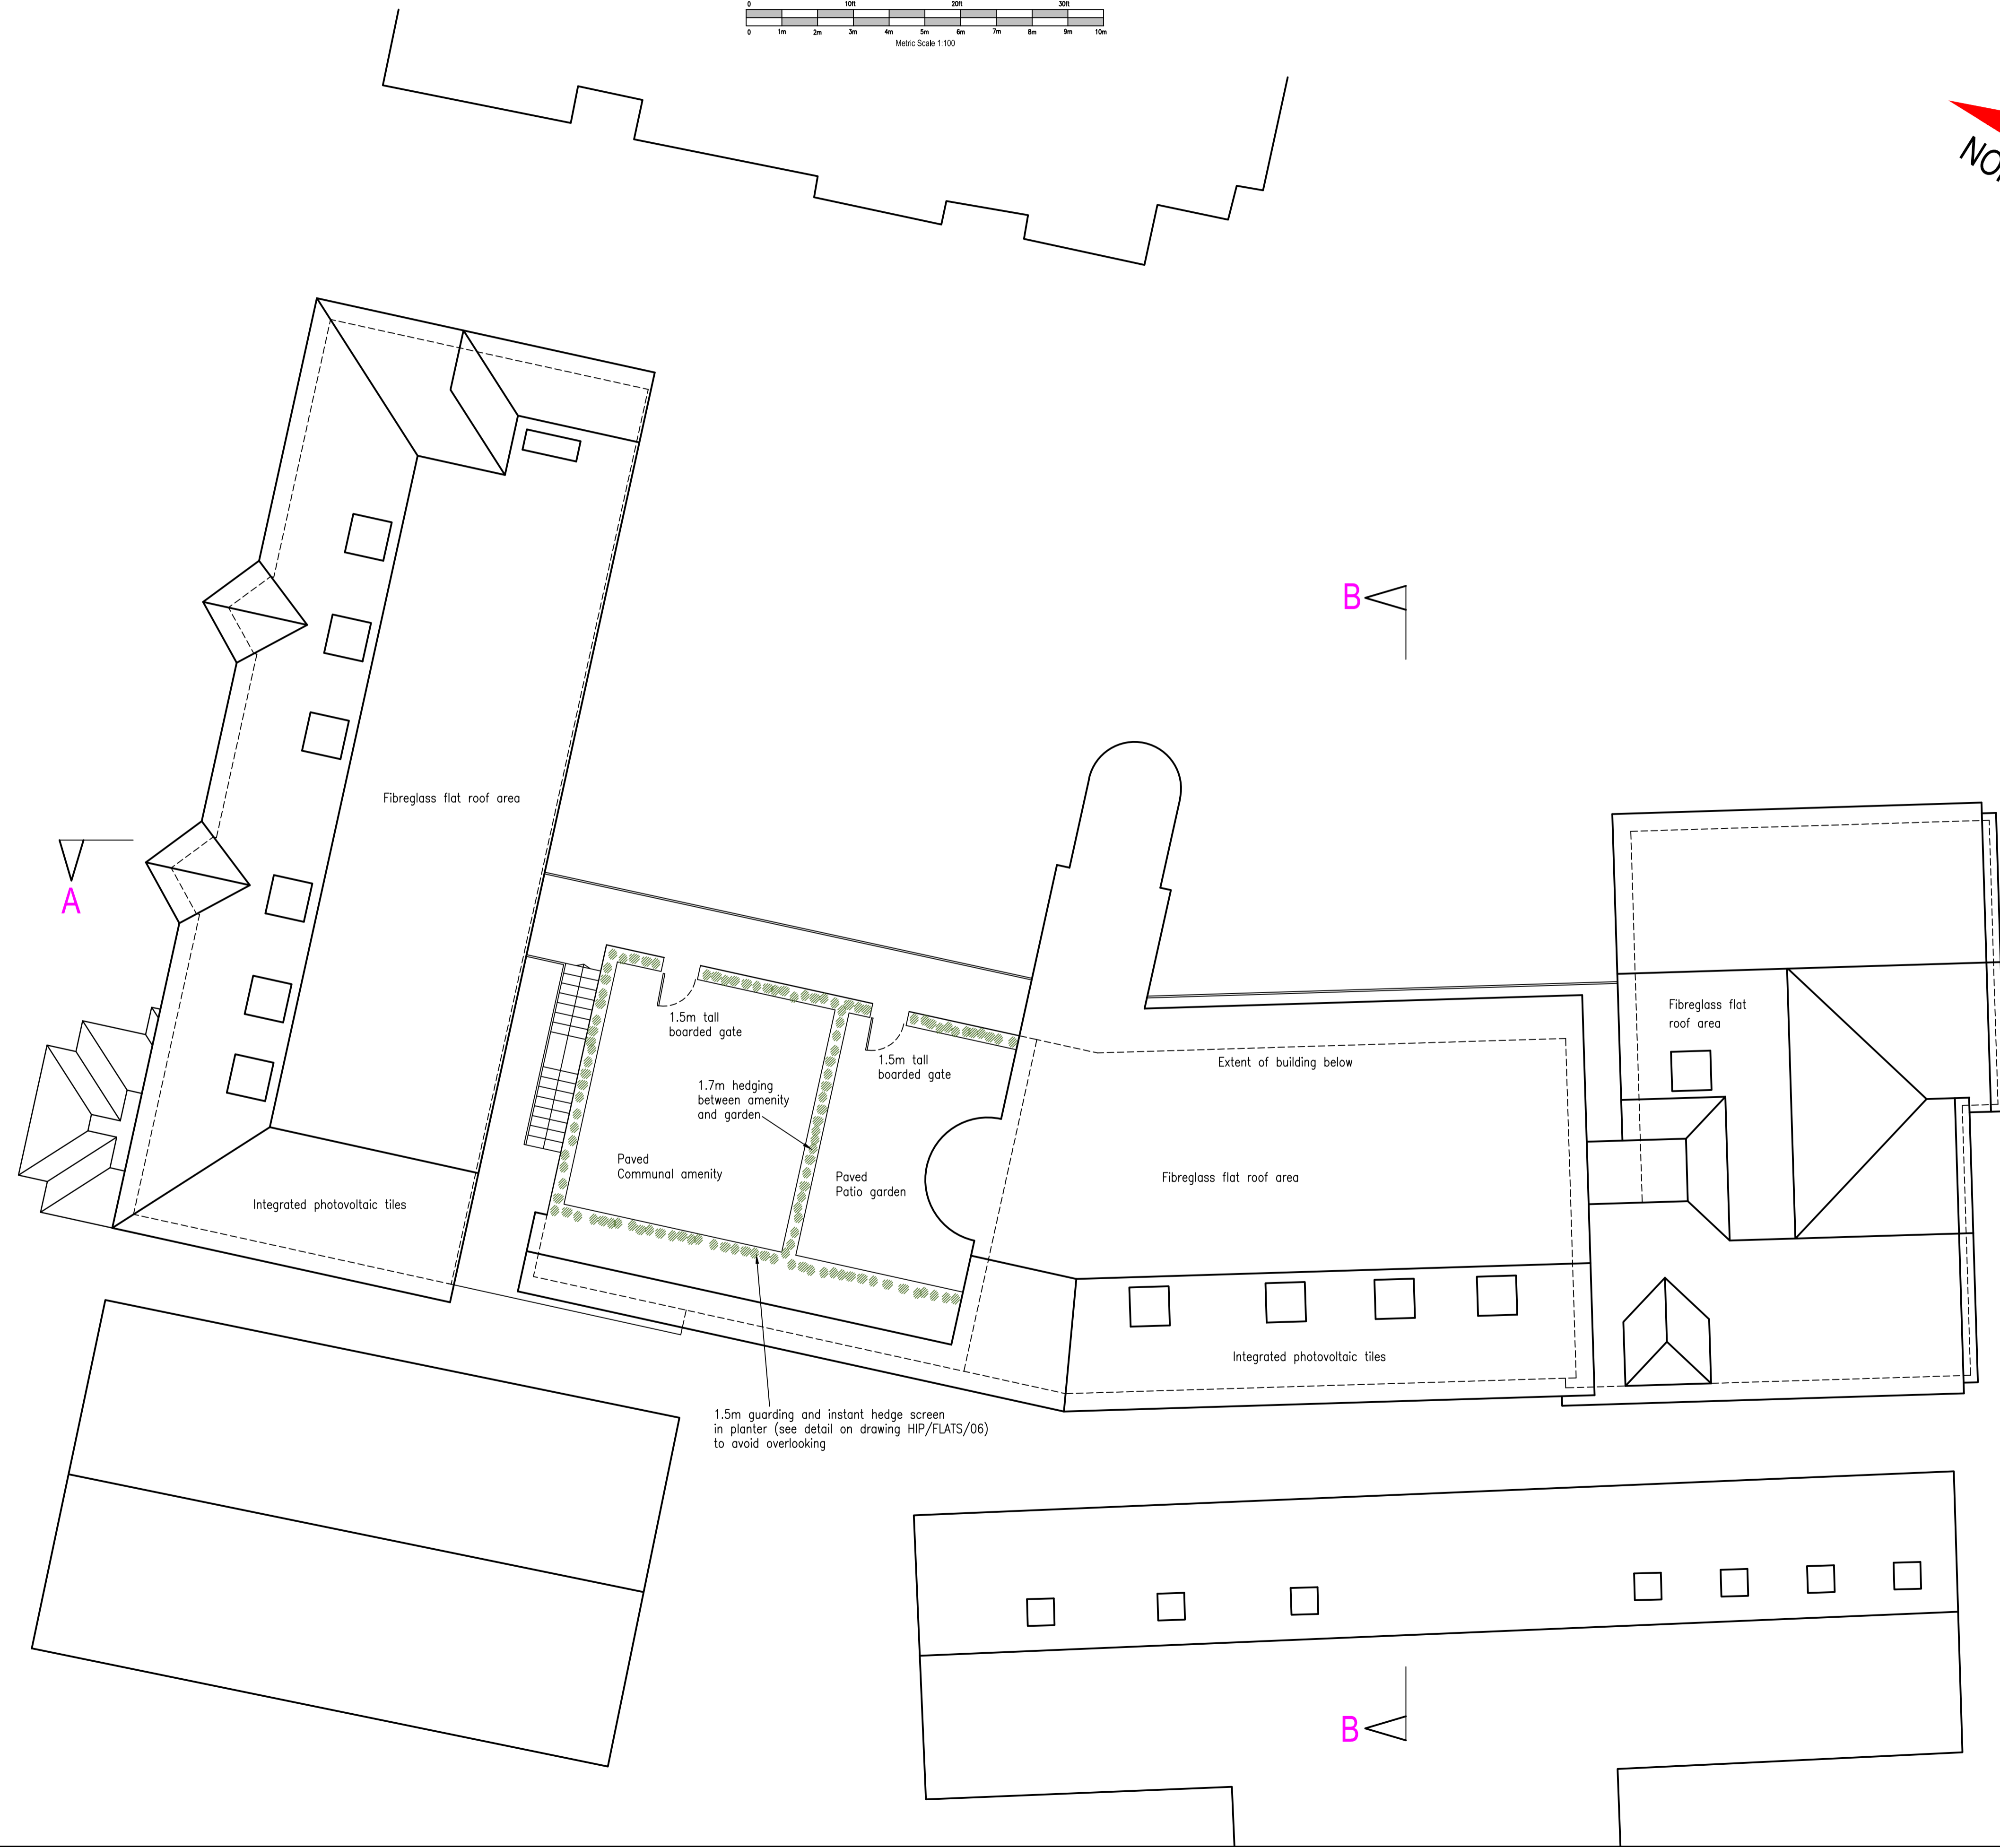 0 10ft 20ft 30ft
0 1m 2m 3m 4m 5m 6m 7m 8m 9m 10m
Metric Scale 1:100
B
Fibreglass flat roof area
A
Fibreglass flat
roof area
1.5m tall
boarded gate
1.5m tall
boarded gate
Extent of building below
1.7m hedging
between amenity
and garden
Paved
Communal amenity
Paved
Patio garden
Fibreglass flat roof area
Integrated photovoltaic tiles
Integrated photovoltaic tiles
1.5m guarding and instant hedge screen
in planter (see detail on drawing HIP/FLATS/06)
to avoid overlooking
B